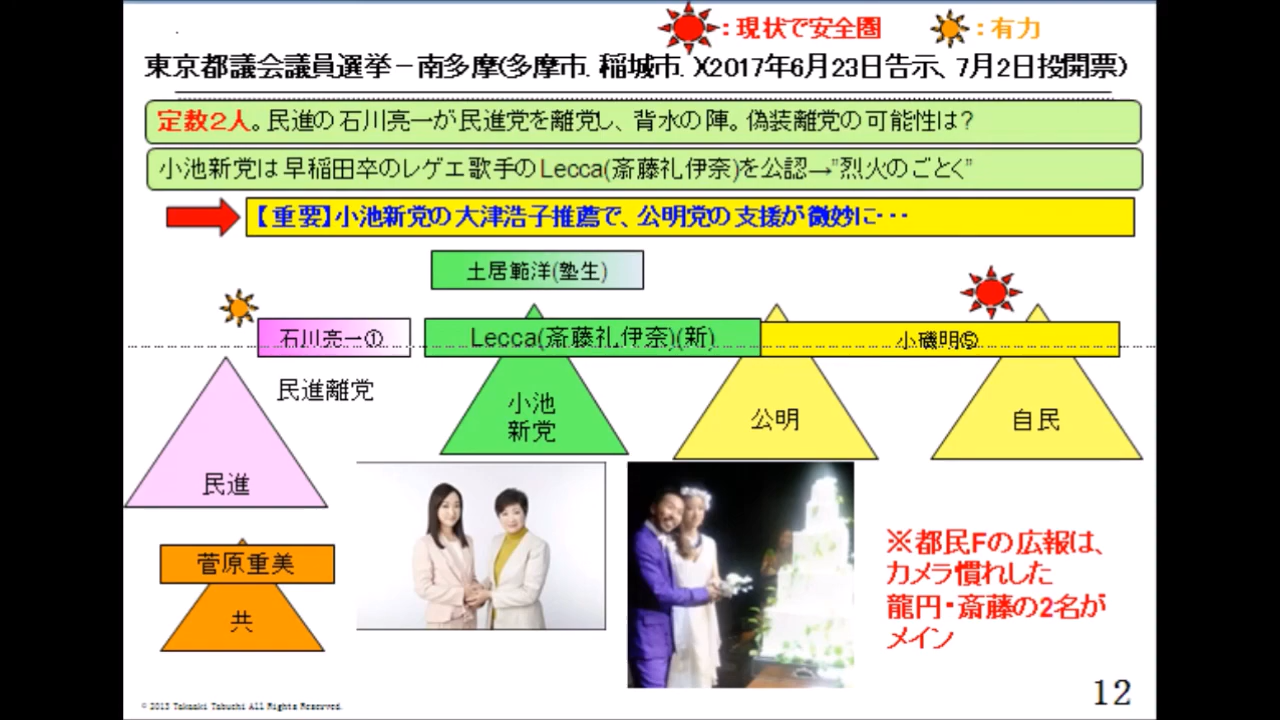 ：現状で安全圏 ：有力
東京都議会議員選挙－南多摩(多摩市．稲城市．X2017年6月23日告示、7月2日投開票)
定数２人。民進の石川亮一が民進党を離党し、背水の陣。偽装離党の可能性は？
小池新党は早稲田卒のレゲエ歌手のLecca(斎藤礼伊奈)を公認→”烈火のごとく”
【重要】小池新党の大津浩子推薦で、公明党の支援が微妙に・・・
土居範洋(塾生)
石川亮一① Lecca(斎藤礼伊奈)(新) 小磯明⑤
民進離党
小池
新党
公明
自民
民進
菅原重美
共
※都民Fの広報は、
カメラ慣れした
龍円・斎藤の2名が
メイン
12
© 2013 Takaaki Tabuchi All Rights Reserved.